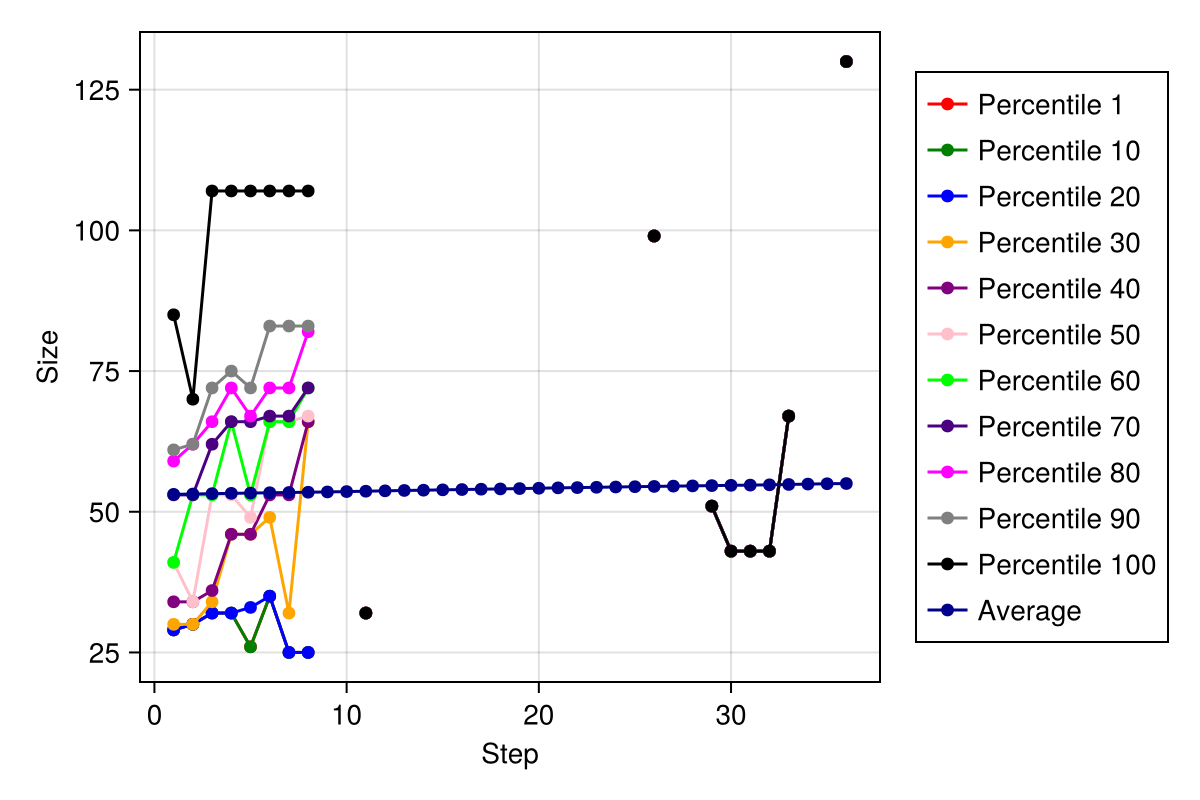 125
100
75
50
25
Size
0 10 20 30
Step
Percentile 1
Percentile 10
Percentile 20
Percentile 30
Percentile 40
Percentile 50
Percentile 60
Percentile 70
Percentile 80
Percentile 90
Percentile 100
Average